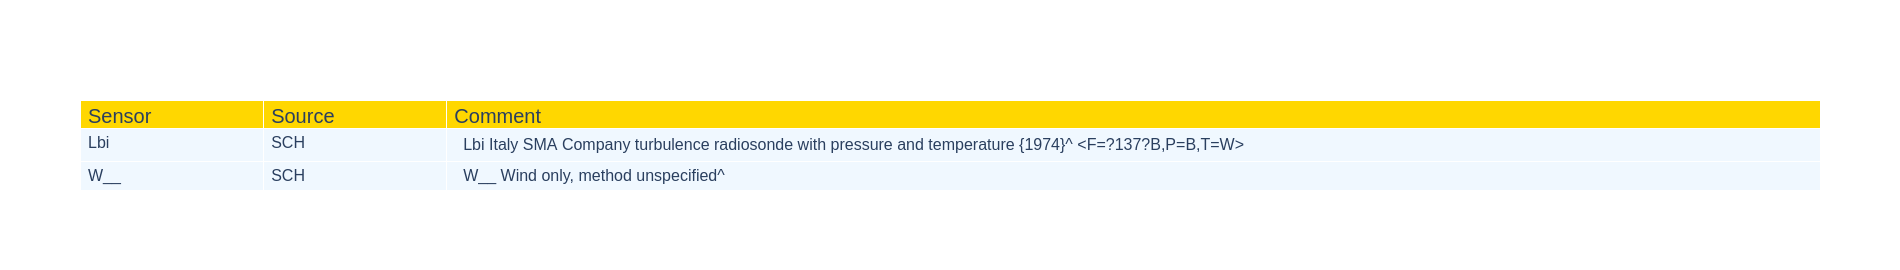 Sensor Source Comment
Lbi SCH Lbi Italy SMA Company turbulence radiosonde with pressure and temperature {1974}^ <F=?137?B,P=B,T=W>
W__ SCH W__ Wind only, method unspecified^